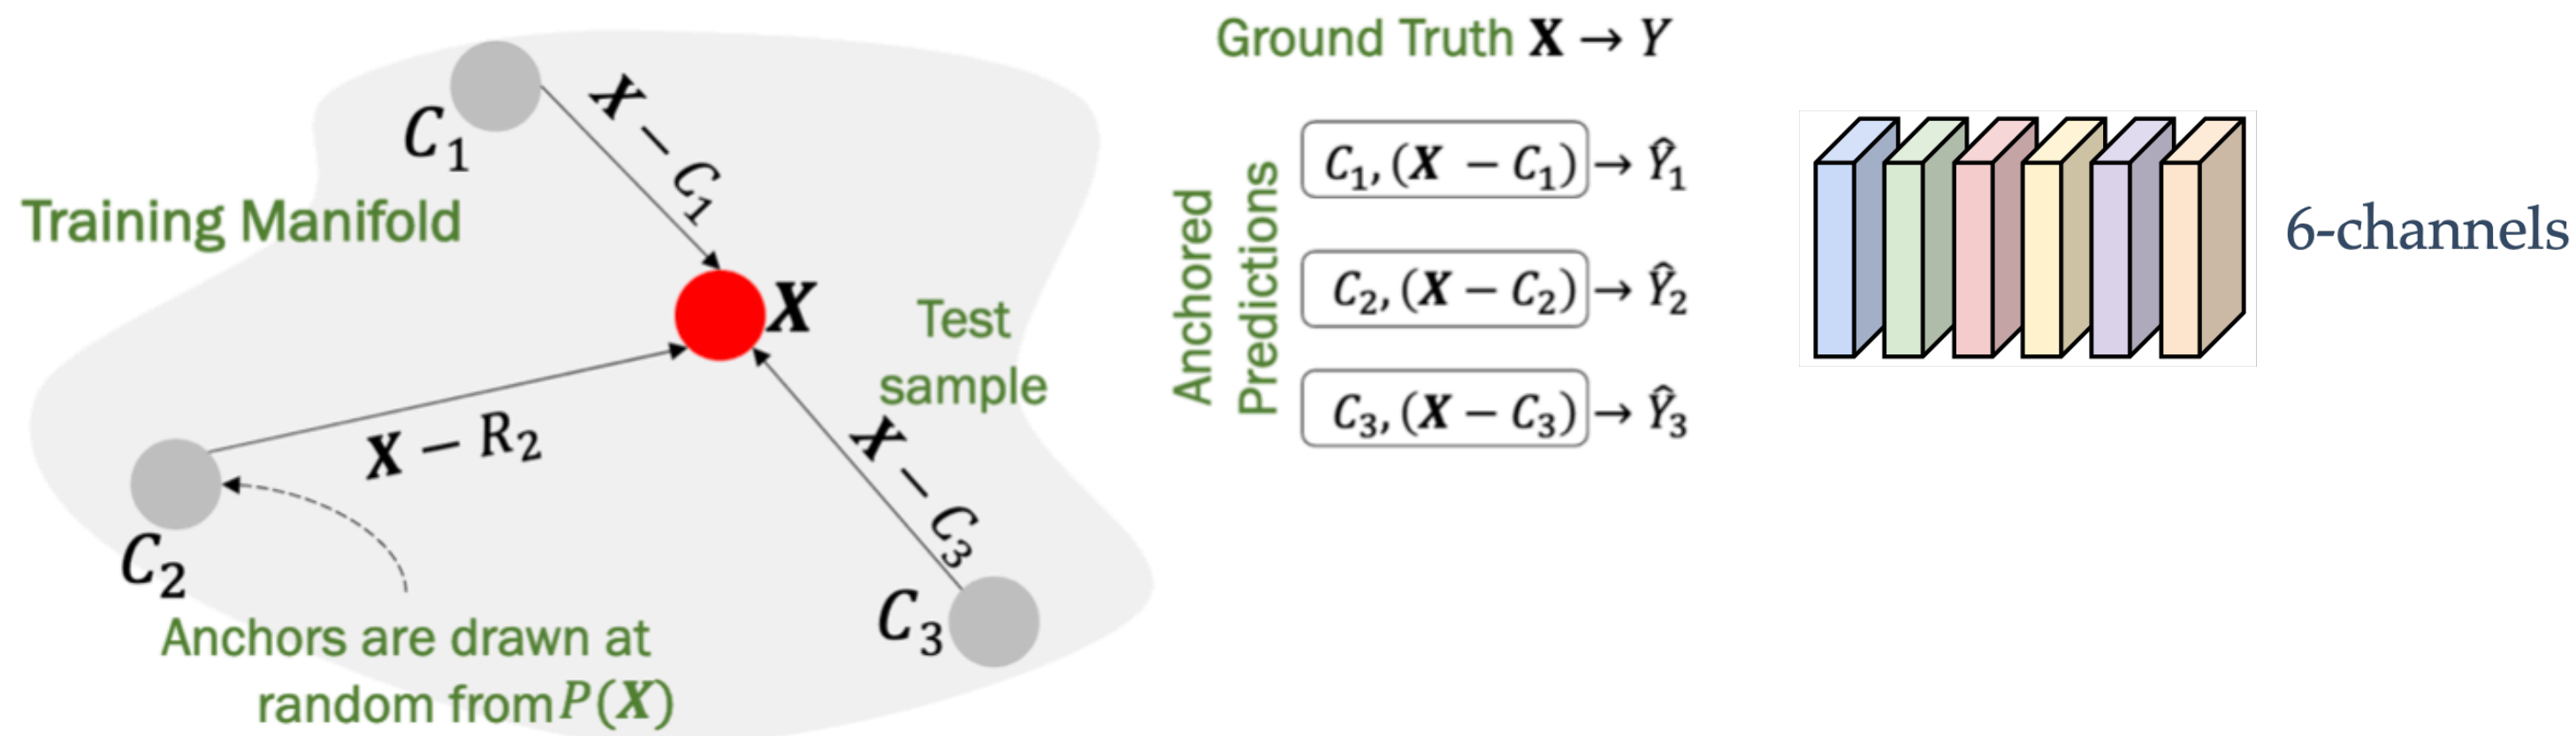 C₁
X − C₁
Training Manifold
X
Test
sample
X − R₂
C₂
X − C₃
C₃
Anchors are drawn at
random from P(X)
Ground Truth X → Y
Anchored
Predictions
C₁, (X − C₁) → Ŷ₁
C₂, (X − C₂) → Ŷ₂
C₃, (X − C₃) → Ŷ₃
6-channels